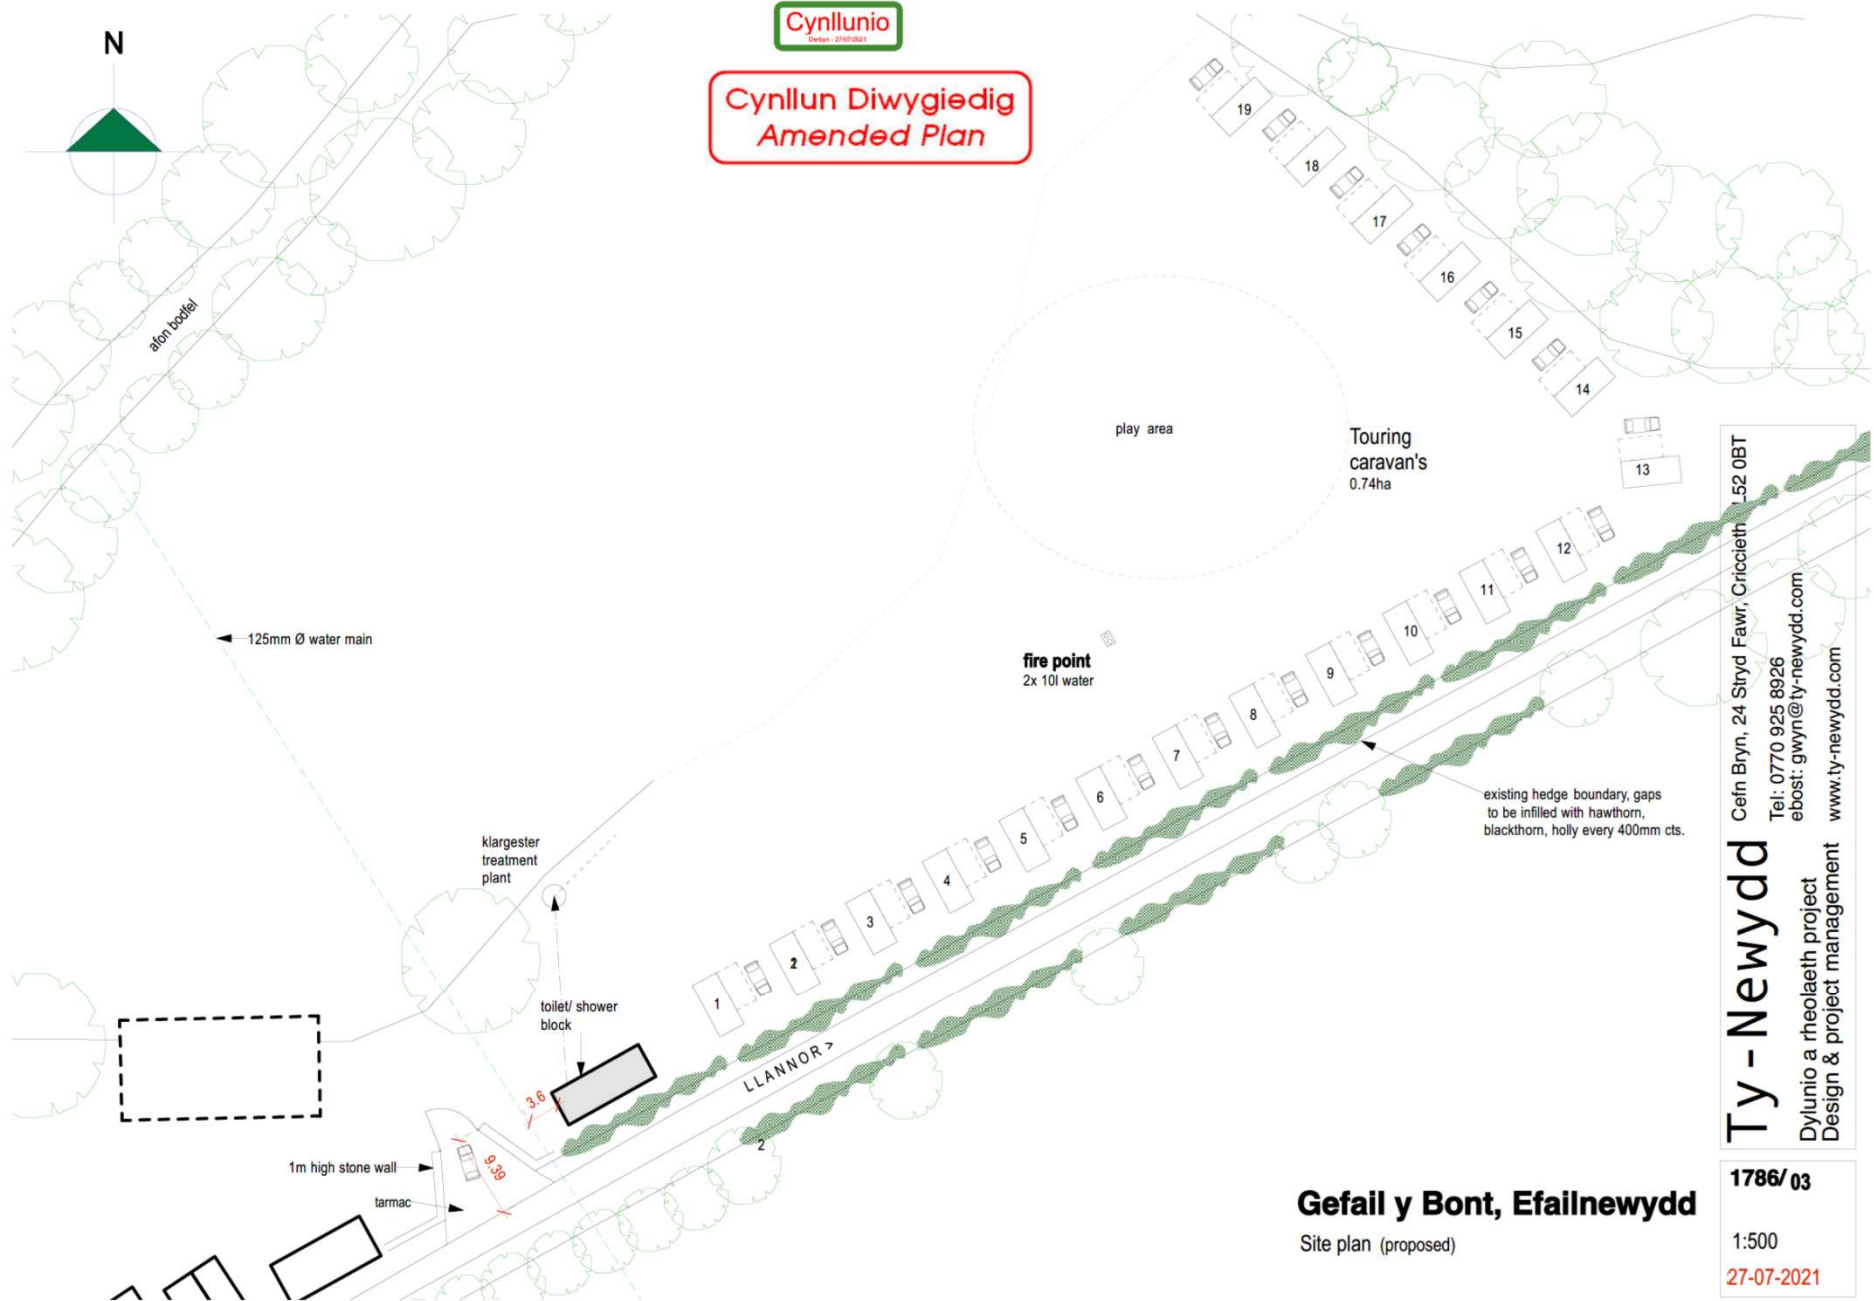 N
Cynllunio
Derbyn - 27/07/2021
Cynllun Diwygiedig
Amended Plan
19
18
17
16
15
14
13
12
11
10
9
8
7
6
5
4
3
2
1
afon bodfel
play area
Touring
caravan's
0.74ha
125mm Ø water main
fire point
2x 10l water
existing hedge boundary, gaps
to be infilled with hawthorn,
blackthorn, holly every 400mm cts.
klargester
treatment
plant
toilet/ shower
block
LLANNOR >
3.6
9.39
2
1m high stone wall
tarmac
Gefail y Bont, Efailnewydd
Site plan (proposed)
Ty-Newydd
Dylunio a rheolaeth project
Design & project management
Cefn Bryn, 24 Stryd Fawr, Criccieth L52 0BT
Tel: 0770 925 8926
ebost: gwyn@ty-newydd.com
www.ty-newydd.com
1786/ 03
1:500
27-07-2021